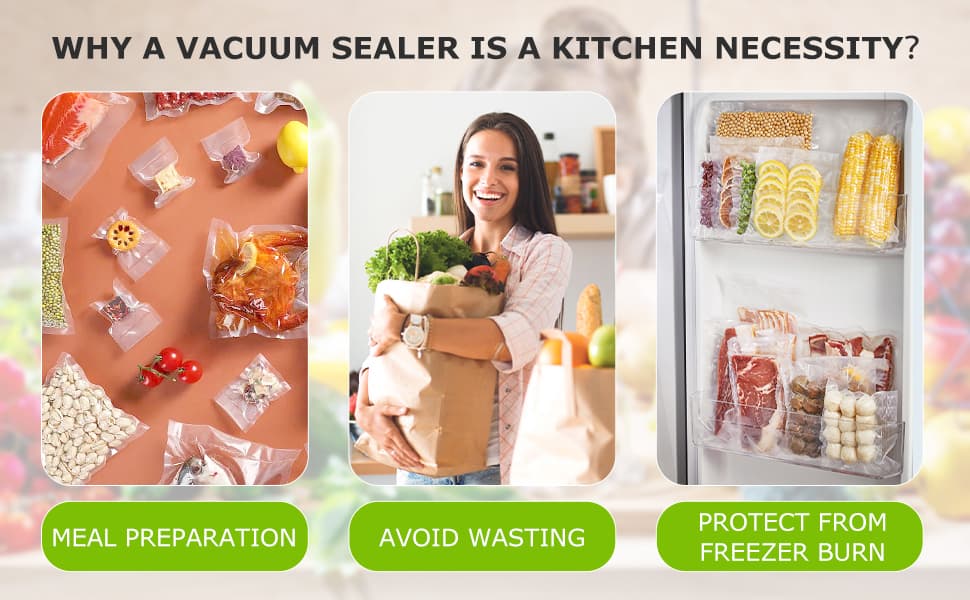 WHY A VACUUM SEALER IS A KITCHEN NECESSITY?
MEAL PREPARATION
AVOID WASTING
PROTECT FROM
FREEZER BURN